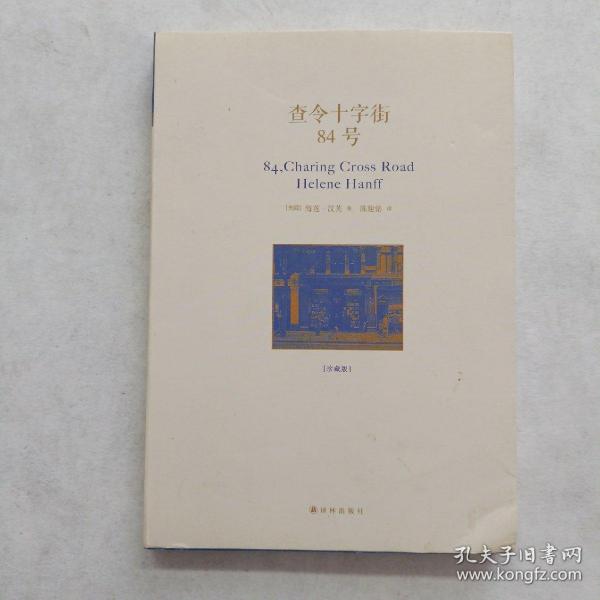 查令十字街
84号
84,Charing Cross Road
Helene Hanff
[美国] 海莲·汉芙 著 陈建铭 译
[珍藏版]
译林出版社
孔夫子旧书网
www.kongfz.com